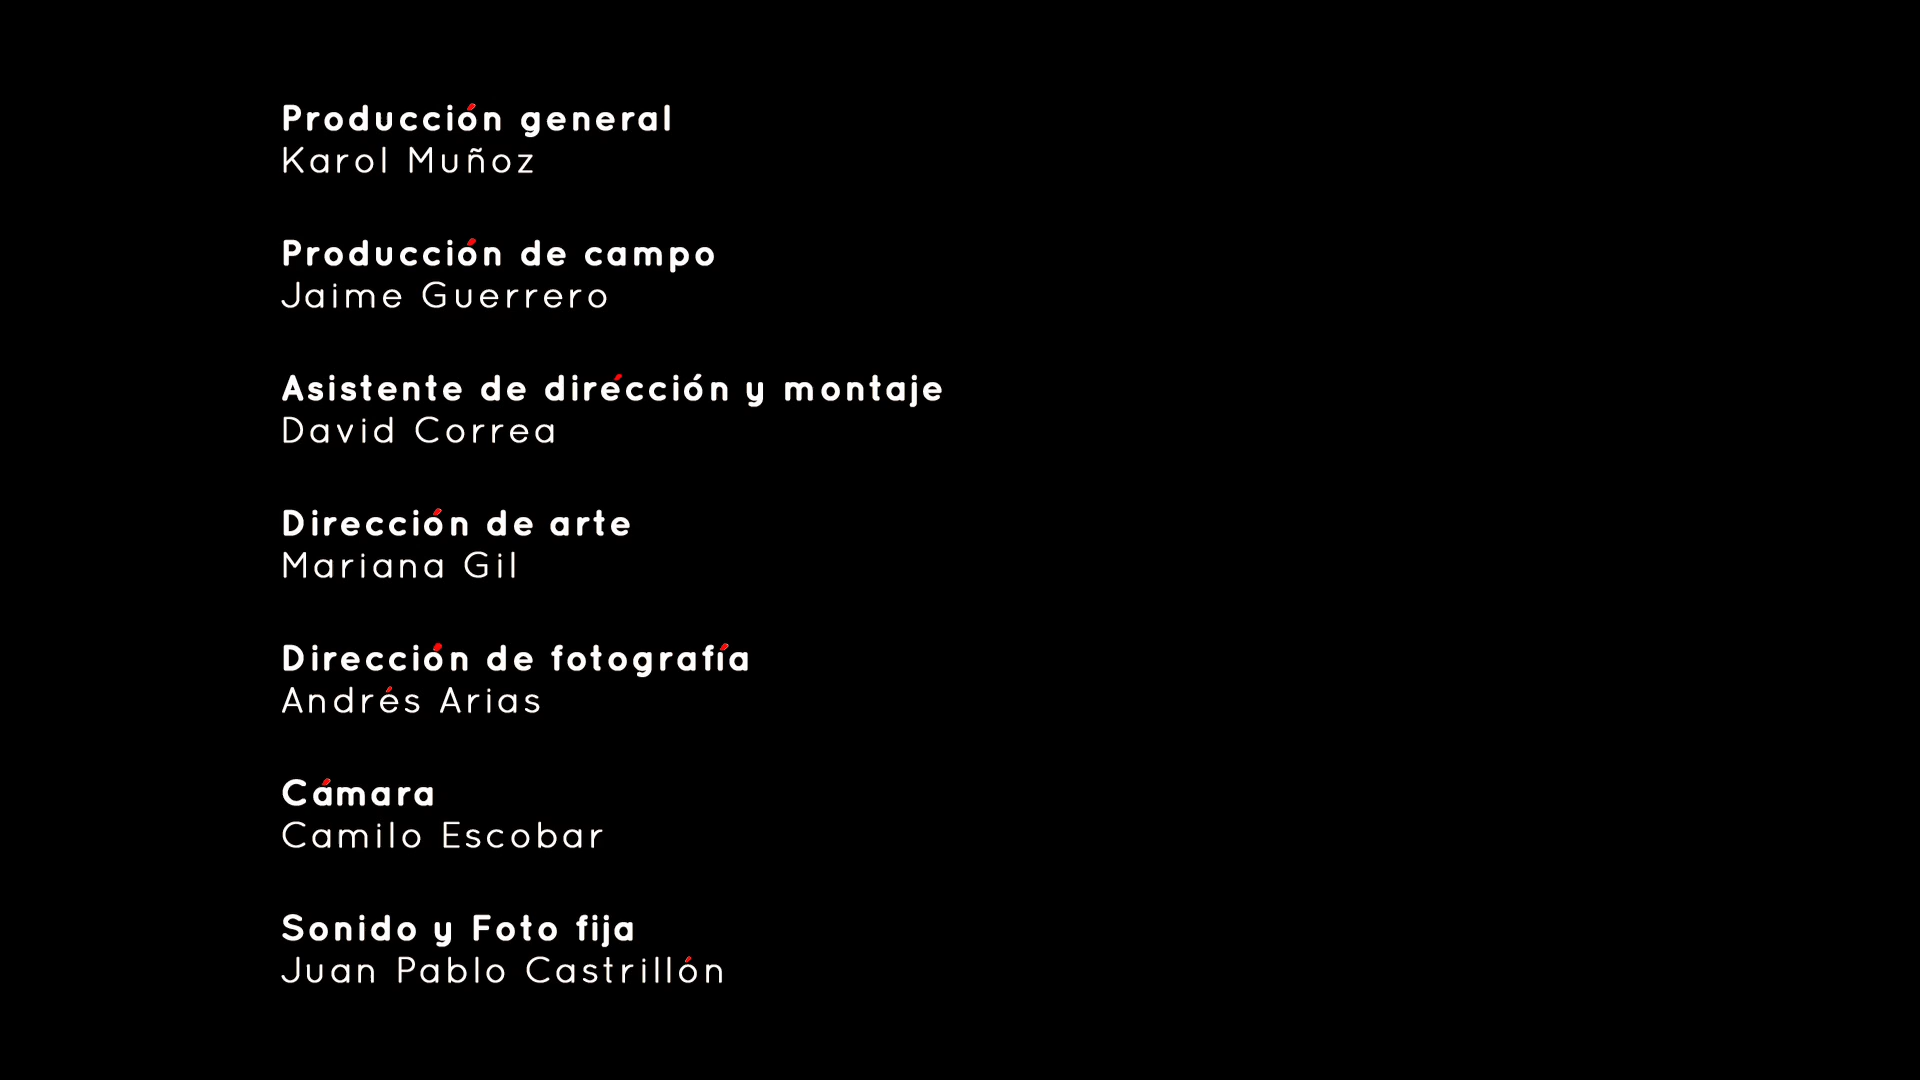 Producción general
Karol Muñoz
Producción de campo
Jaime Guerrero
Asistente de dirécción y montaje
David Correa
Dirección de arte
Mariana Gil
Dirección de fotografía
Andrés Arias
Cámara
Camilo Escobar
Sonido y Foto fija
Juan Pablo Castrillón